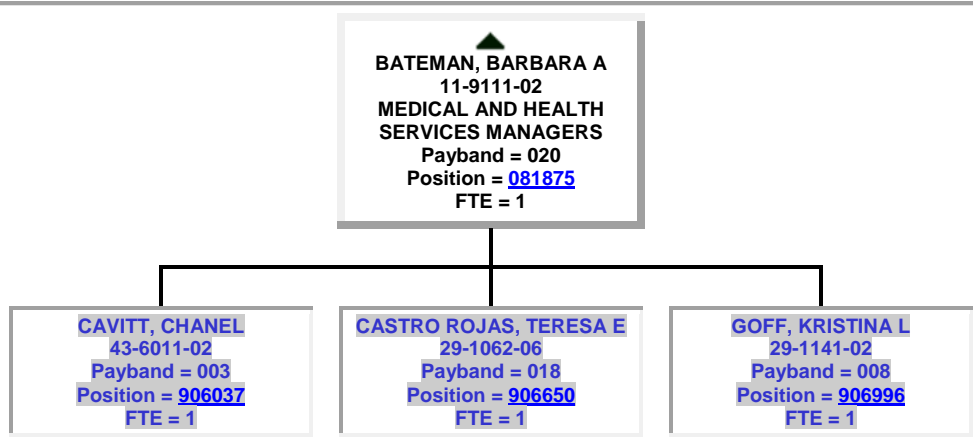 BATEMAN, BARBARA A
11-9111-02
MEDICAL AND HEALTH
SERVICES MANAGERS
Payband = 020
Position = 081875
FTE = 1
CAVITT, CHANEL
43-6011-02
Payband = 003
Position = 906037
FTE = 1
CASTRO ROJAS, TERESA E
29-1062-06
Payband = 018
Position = 906650
FTE = 1
GOFF, KRISTINA L
29-1141-02
Payband = 008
Position = 906996
FTE = 1